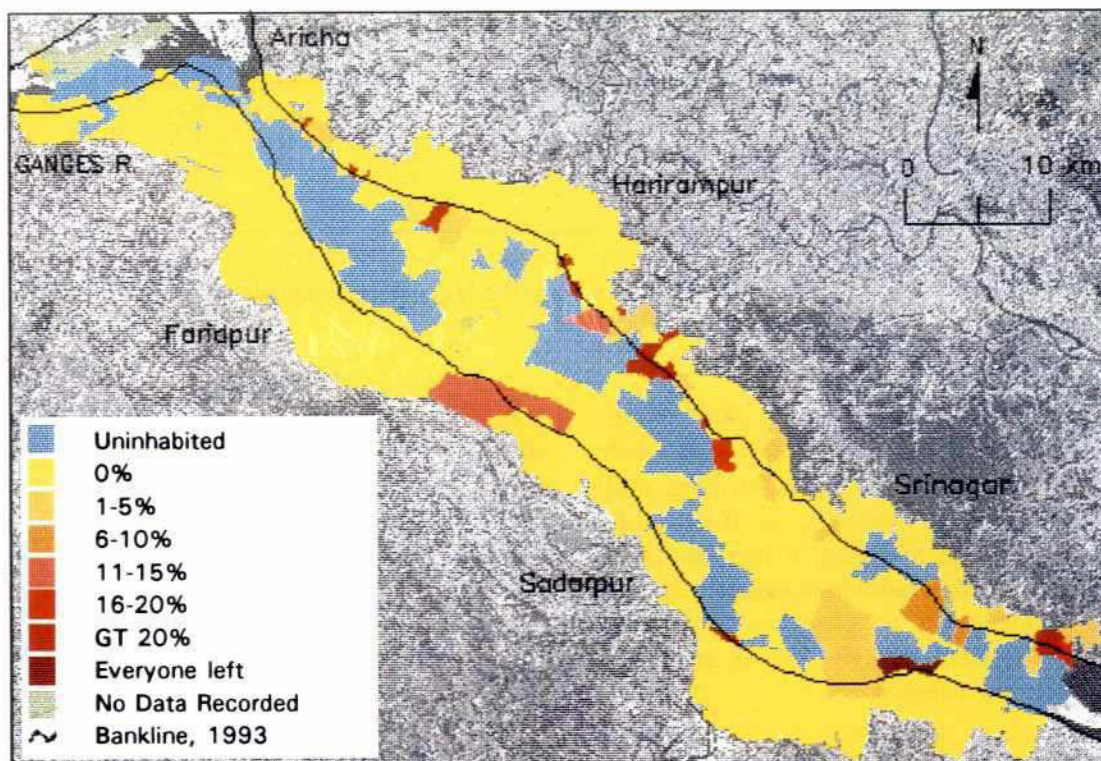 Aricha
N
GANGES R.
0 10 km
Harirampur
Faridpur
Srinagar
Sadarpur
Uninhabited
0%
1-5%
6-10%
11-15%
16-20%
GT 20%
Everyone left
No Data Recorded
Bankline, 1993